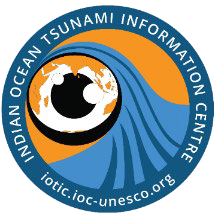 INDIAN OCEAN TSUNAMI INFORMATION CENTRE
iotic.ioc-unesco.org